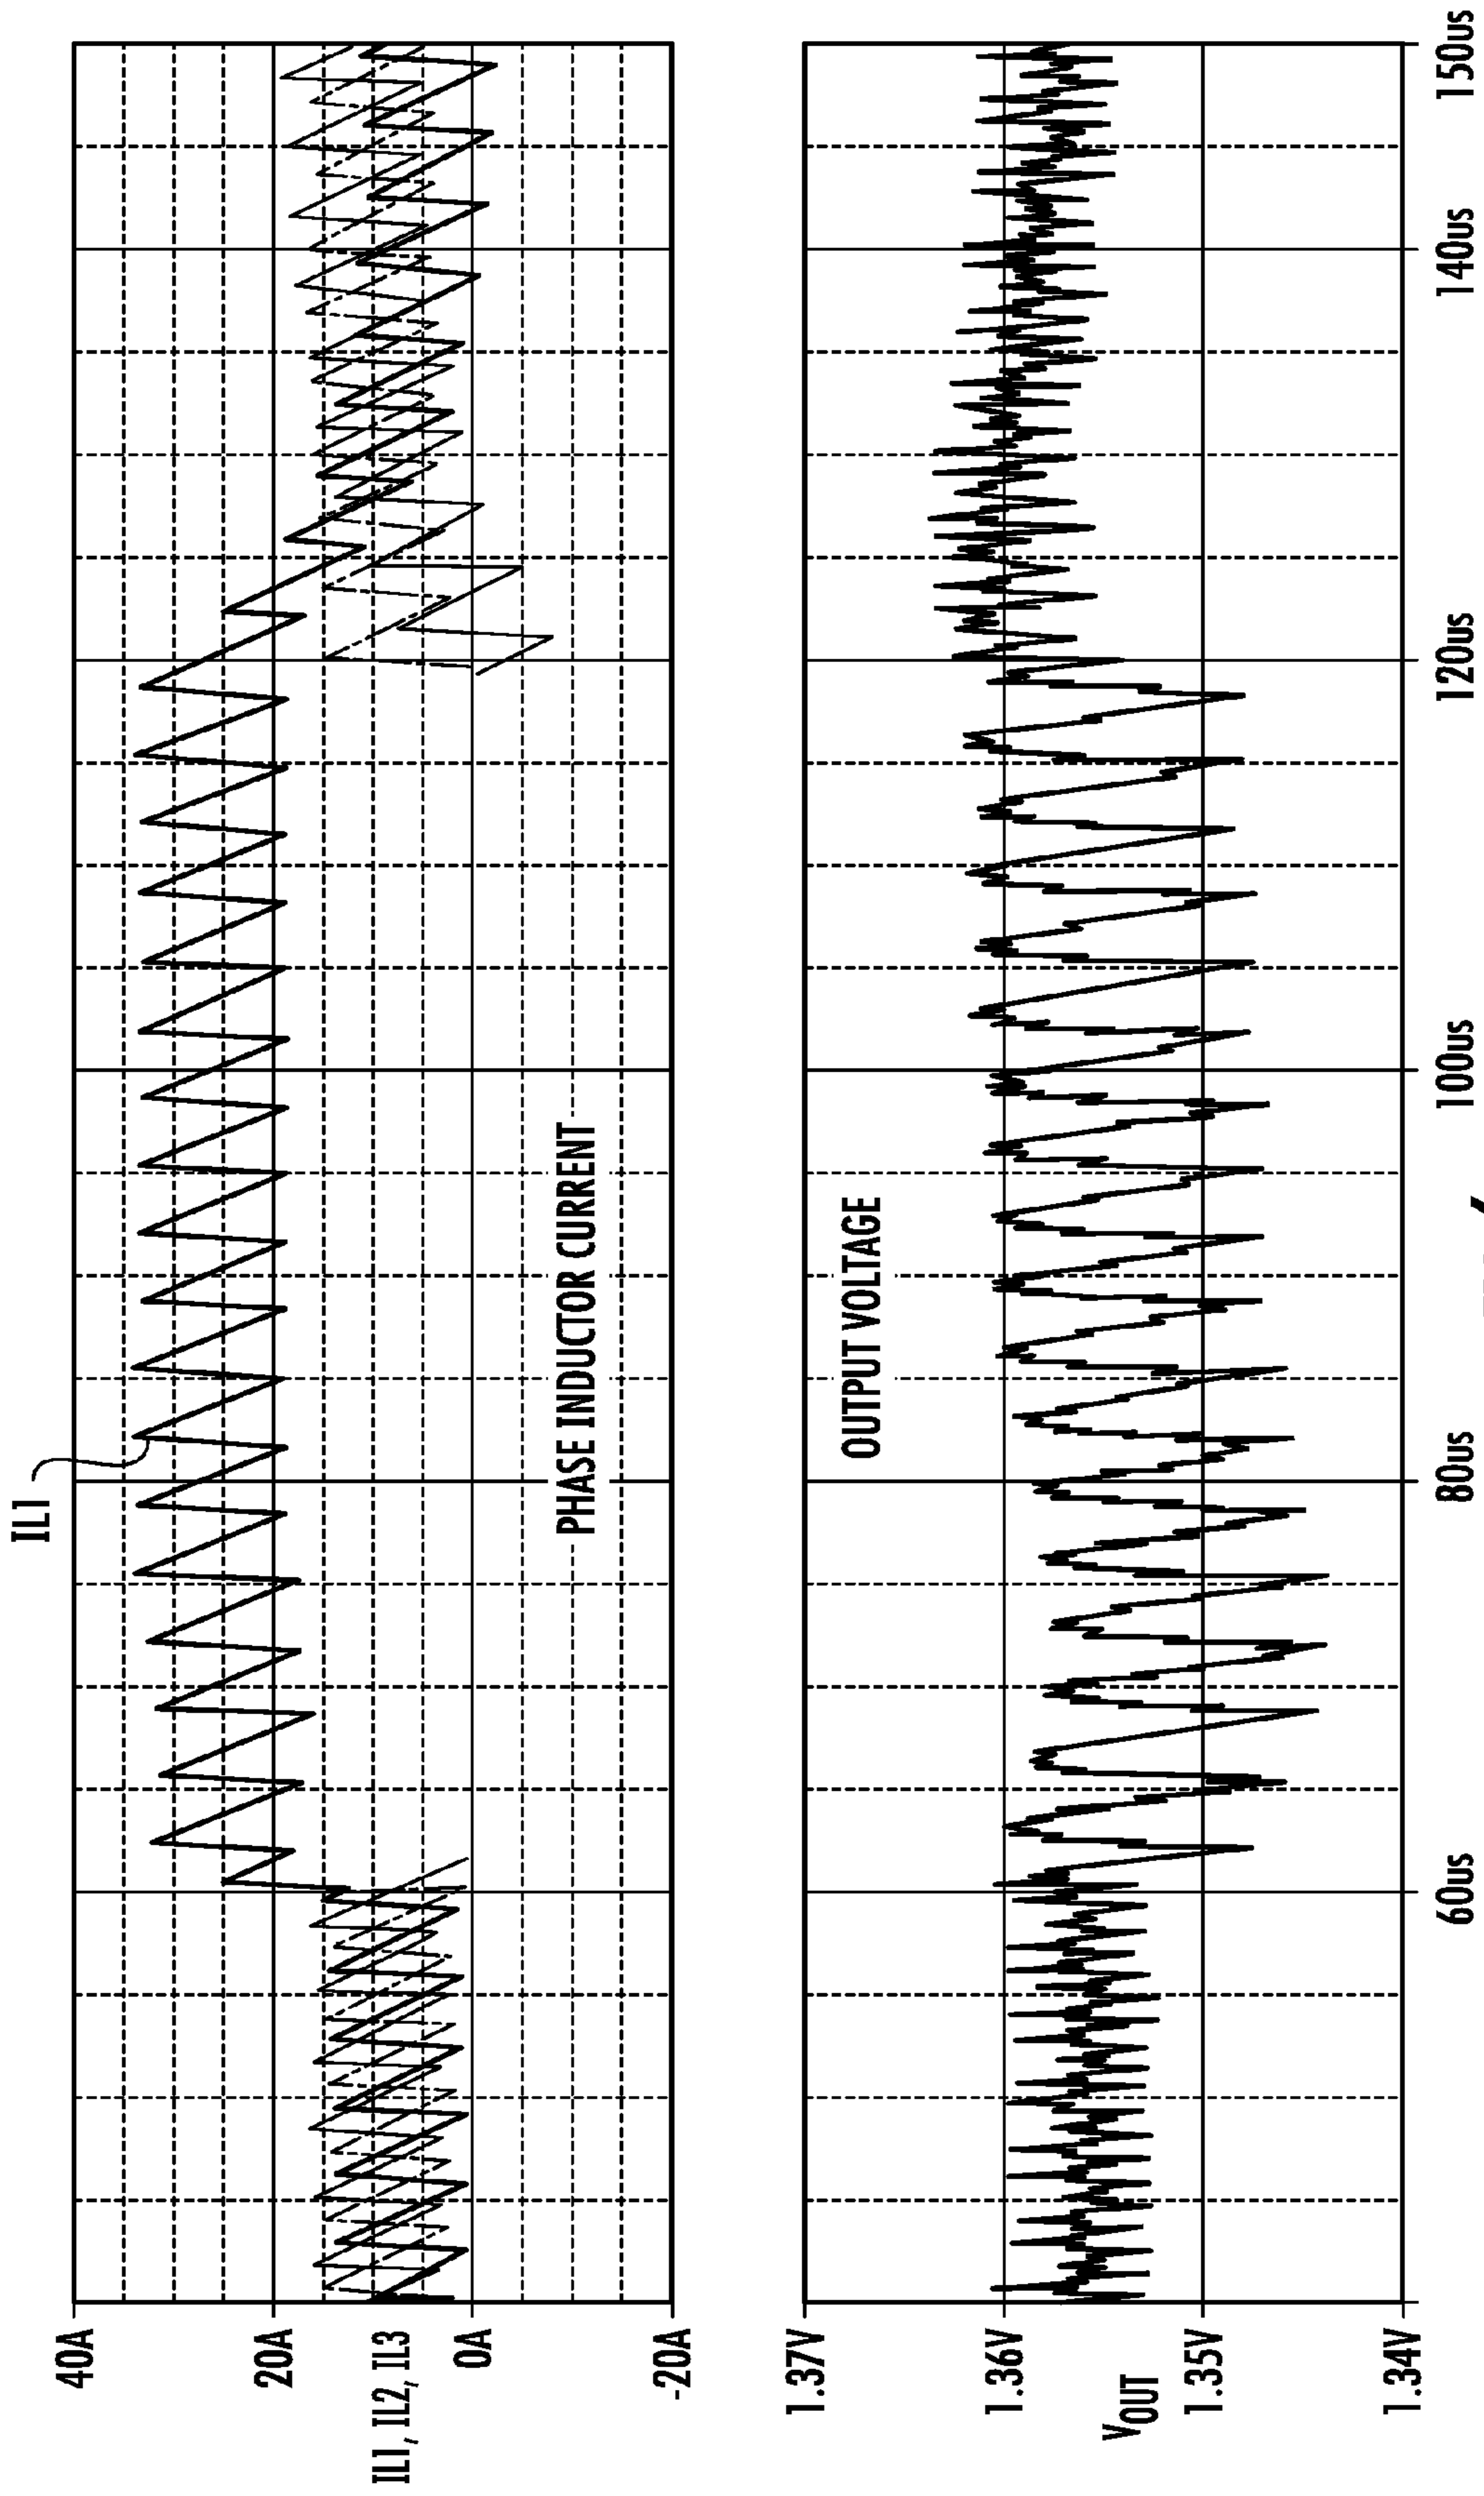 IL1
40A
20A
IL1, IL2, IL3
0A
-20A
PHASE INDUCTOR CURRENT
1.37V
1.36V
VOUT
1.35V
1.34V
OUTPUT VOLTAGE
60us
80us
100us
120us
140us
150us